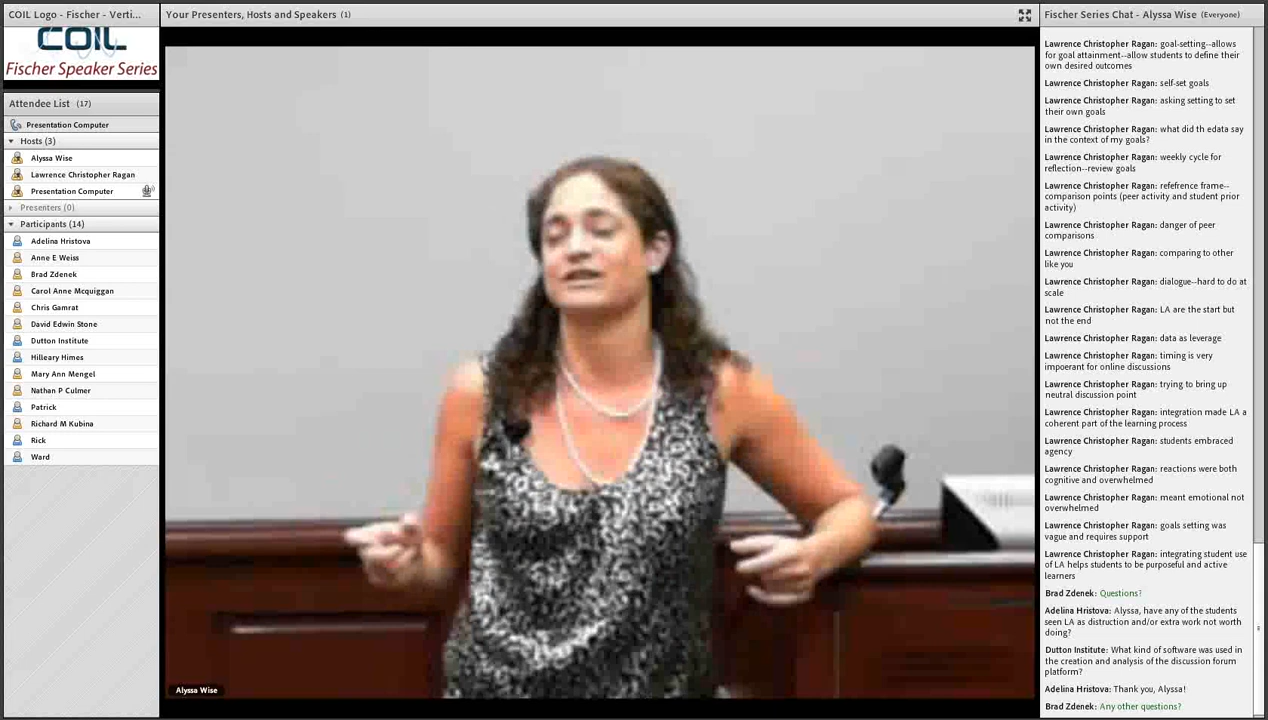 COIL Logo - Fischer - Verti...
COIL
Fischer Speaker Series
Attendee List (17)
Presentation Computer
Hosts (3)
Alyssa Wise
Lawrence Christopher Ragan
Presentation Computer
Presenters (0)
Participants (14)
Adelina Hristova
Anne E Weiss
Brad Zdenek
Carol Anne Mcquiggan
Chris Gamrat
David Edwin Stone
Dutton Institute
Hilleary Himes
Mary Ann Mengel
Nathan P Culmer
Patrick
Richard M Kubina
Rick
Ward
Your Presenters, Hosts and Speakers (1)
Alyssa Wise
Fischer Series Chat - Alyssa Wise (Everyone)
Lawrence Christopher Ragan: goal-setting--allows
for goal attainment--allow students to define their
own desired outcomes
Lawrence Christopher Ragan: self-set goals
Lawrence Christopher Ragan: asking setting to set
their own goals
Lawrence Christopher Ragan: what did th edata say
in the context of my goals?
Lawrence Christopher Ragan: weekly cycle for
reflection--review goals
Lawrence Christopher Ragan: refefrence frame--
comparison points (peer activity and student prior
activity)
Lawrence Christopher Ragan: danger of peer
comparisons
Lawrence Christopher Ragan: comparing to other
like you
Lawrence Christopher Ragan: dialogue--hard to do at
scale
Lawrence Christopher Ragan: LA are the start but
not the end
Lawrence Christopher Ragan: data as leverage
Lawrence Christopher Ragan: timing is very
impoerant for online discussions
Lawrence Christopher Ragan: trying to bring up
neutral discussion point
Lawrence Christopher Ragan: integration made LA a
coherent part of the learning process
Lawrence Christopher Ragan: students embraced
agency
Lawrence Christopher Ragan: reactions were both
cognitive and overwhelmed
Lawrence Christopher Ragan: meant emotional not
overwhelmed
Lawrence Christopher Ragan: goals setting was
vague and requires support
Lawrence Christopher Ragan: integrating student use
of LA helps students to be purposeful and active
learners
Brad Zdenek: Questions?
Adelina Hristova: Alyssa, have any of the students
seen LA as distruction and/or extra work not worth
doing?
Dutton Institute: What kind of software was used in
the creation and analysis of the discussion forum
platform?
Adelina Hristova: Thank you, Alyssa!
Brad Zdenek: Any other questions?